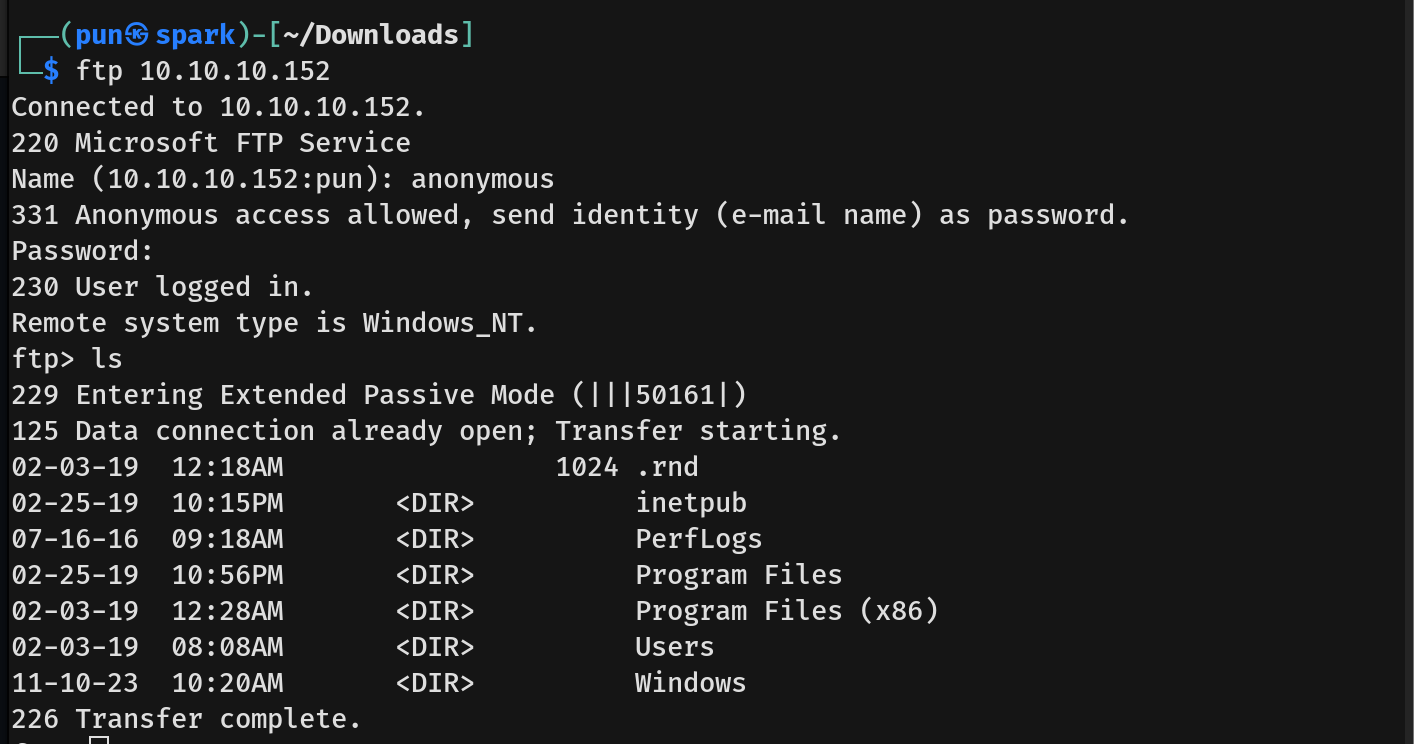 ┌──(pun㉿spark)-[~/Downloads]
└─$ ftp 10.10.10.152
Connected to 10.10.10.152.
220 Microsoft FTP Service
Name (10.10.10.152:pun): anonymous
331 Anonymous access allowed, send identity (e-mail name) as password.
Password:
230 User logged in.
Remote system type is Windows_NT.
ftp> ls
229 Entering Extended Passive Mode (|||50161|)
125 Data connection already open; Transfer starting.
02-03-19  12:18AM                 1024 .rnd
02-25-19  10:15PM       <DIR>          inetpub
07-16-16  09:18AM       <DIR>          PerfLogs
02-25-19  10:56PM       <DIR>          Program Files
02-03-19  12:28AM       <DIR>          Program Files (x86)
02-03-19  08:08AM       <DIR>          Users
11-10-23  10:20AM       <DIR>          Windows
226 Transfer complete.